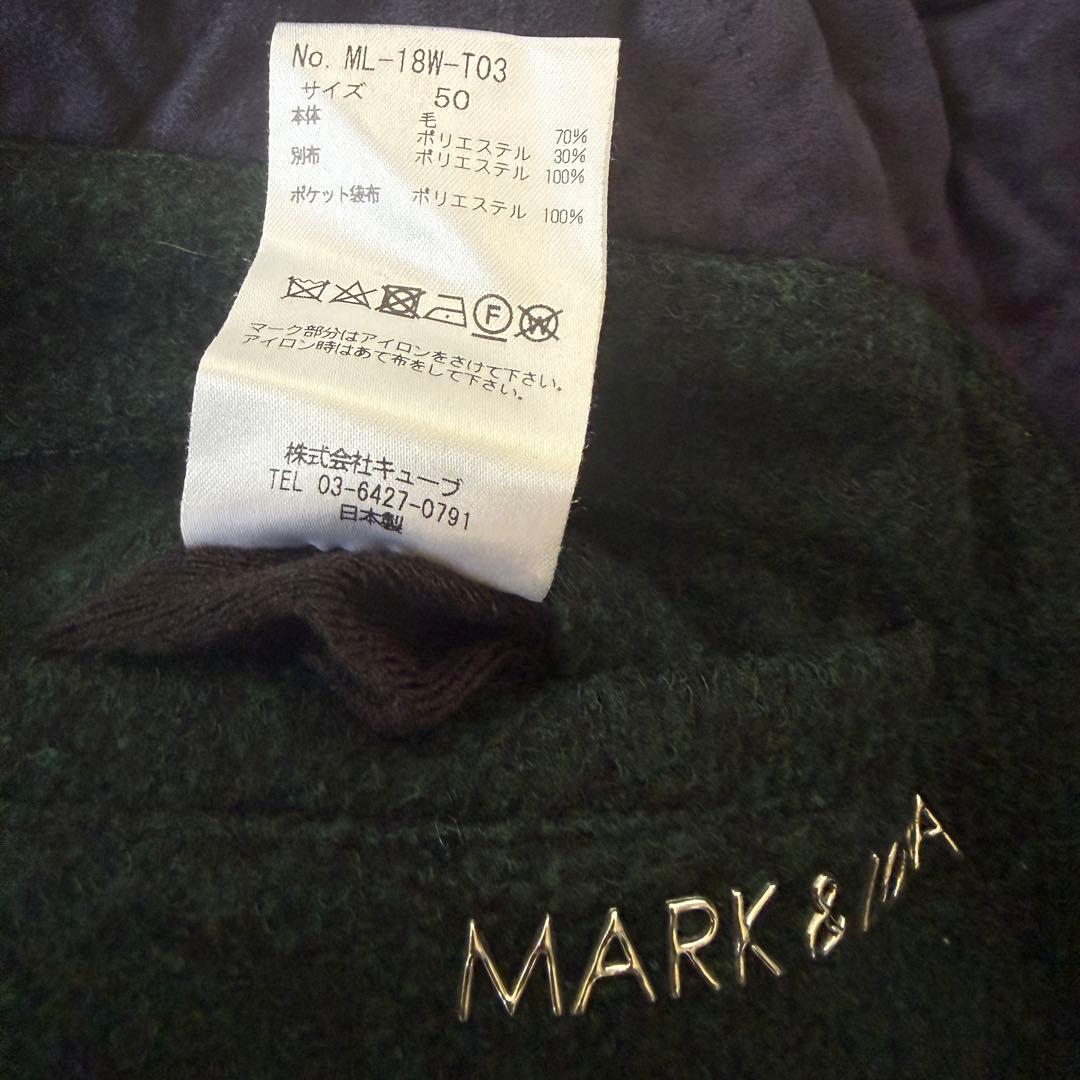 No. ML-18W-T03
サイズ 50
本体 毛 70%
ポリエステル 30%
別布 ポリエステル 100%
ポケット袋布 ポリエステル 100%
F W
マーク部分はアイロンをさけて下さい。
アイロン時はあて布をして下さい。
株式会社キューブ
TEL 03-6427-0791
日本製
MARK &